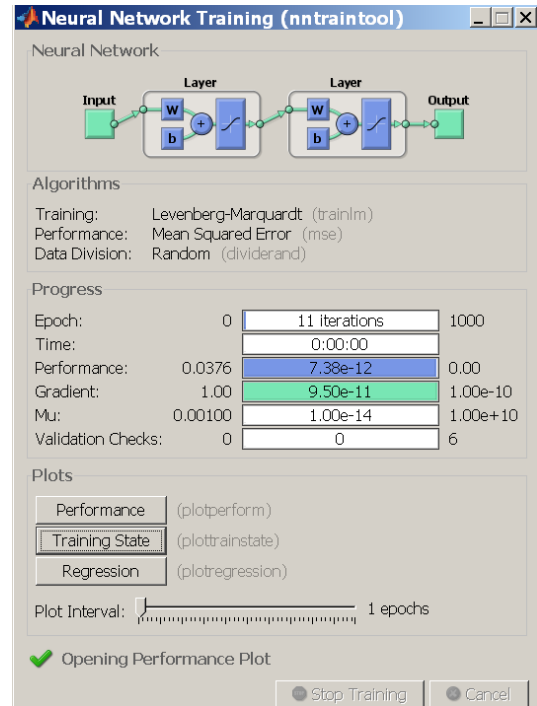 Neural Network Training (nntraintool)
Neural Network
Layer Layer
Input Output
W W
b b
Algorithms
Training: Levenberg-Marquardt (trainlm)
Performance: Mean Squared Error (mse)
Data Division: Random (dividerand)
Progress
Epoch: 0 11 iterations 1000
Time: 0:00:00
Performance: 0.0376 7.38e-12 0.00
Gradient: 1.00 9.50e-11 1.00e-10
Mu: 0.00100 1.00e-14 1.00e+10
Validation Checks: 0 0 6
Plots
Performance (plotperform)
Training State (plottrainstate)
Regression (plotregression)
Plot Interval: 1 epochs
Opening Performance Plot
Stop Training Cancel